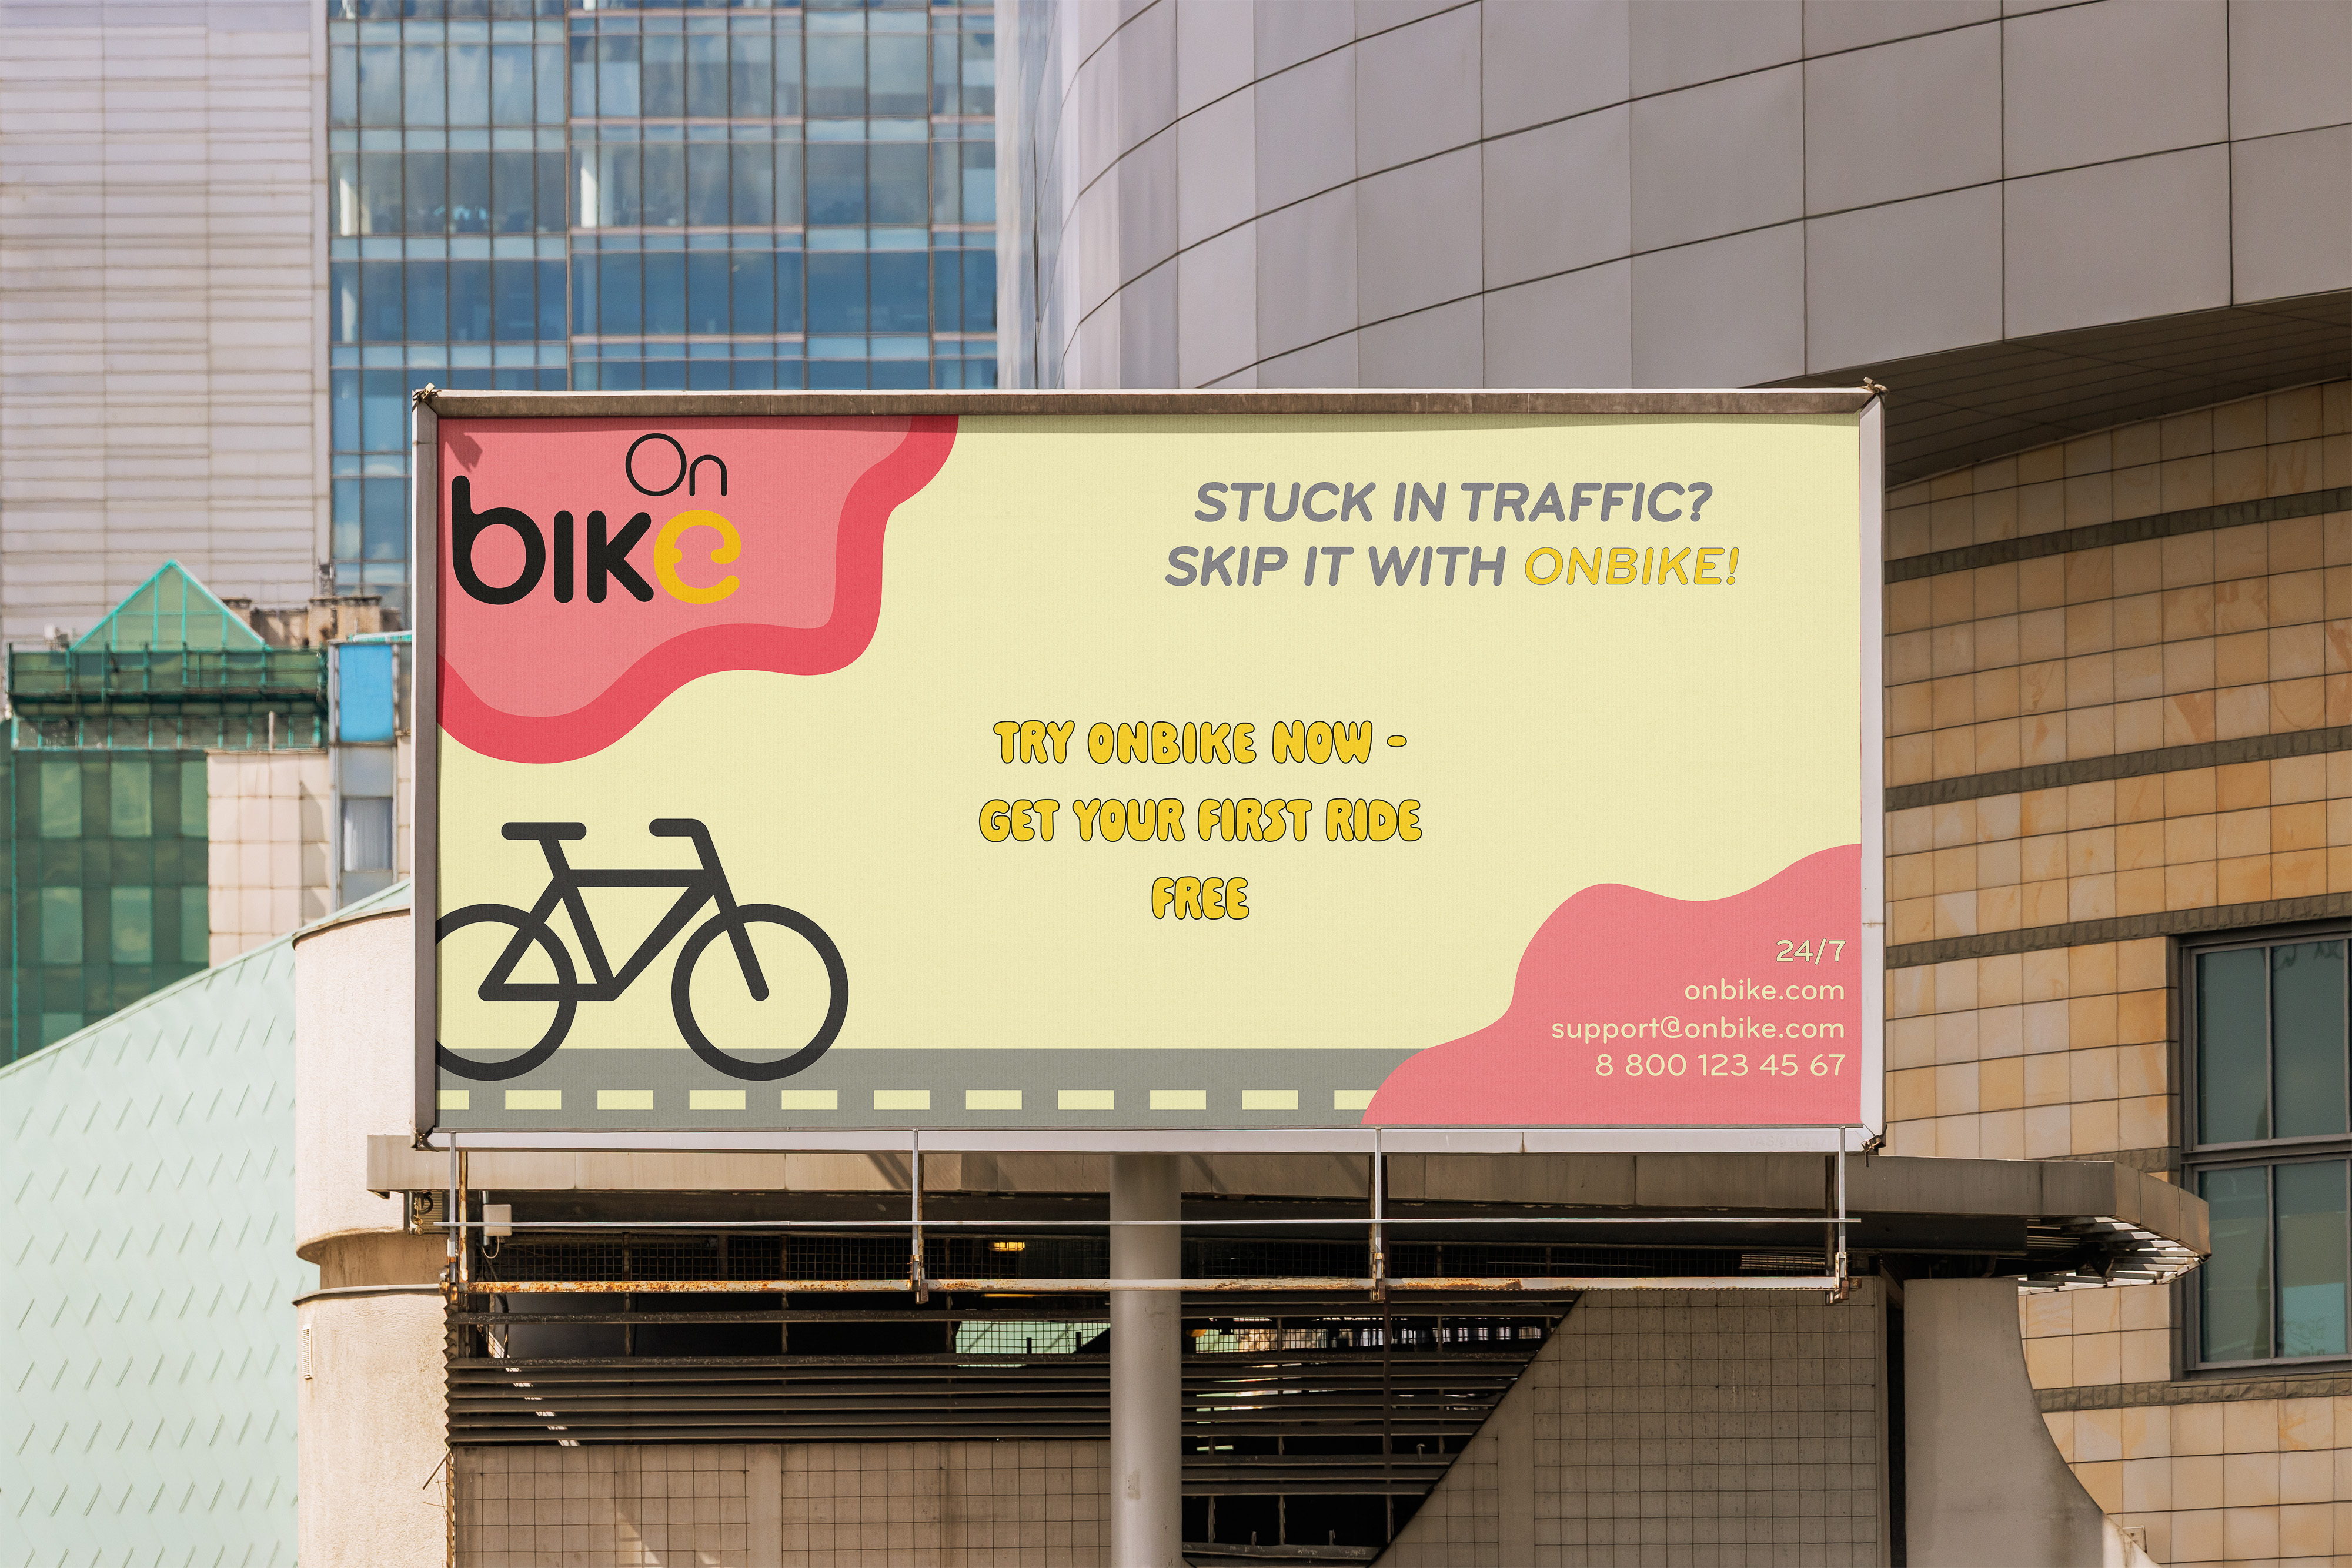 On
bike
STUCK IN TRAFFIC?
SKIP IT WITH ONBIKE!
TRY ONBIKE NOW -
GET YOUR FIRST RIDE
FREE
24/7
onbike.com
support@onbike.com
8 800 123 45 67